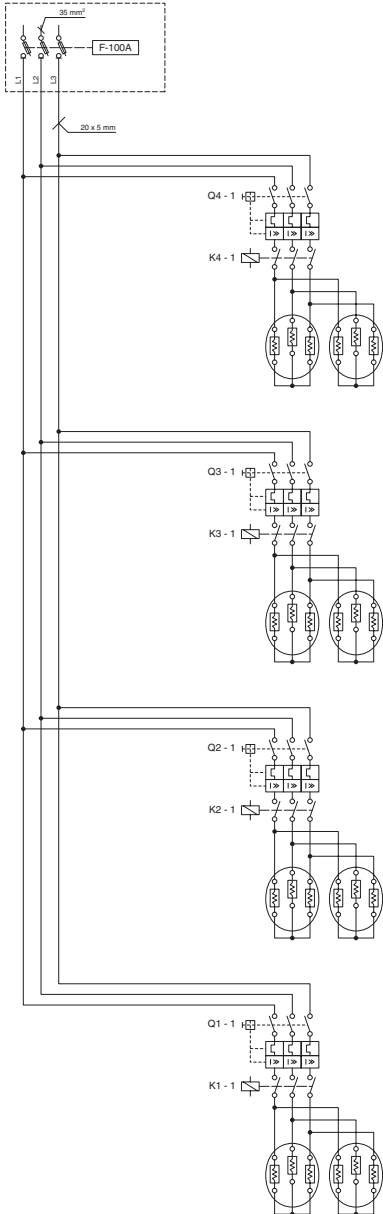 35 mm²
F-100A
L1
L2
L3
20 x 5 mm
Q4 - 1
I >> I >> I >>
K4 - 1
Q3 - 1
I >> I >> I >>
K3 - 1
Q2 - 1
I >> I >> I >>
K2 - 1
Q1 - 1
I >> I >> I >>
K1 - 1